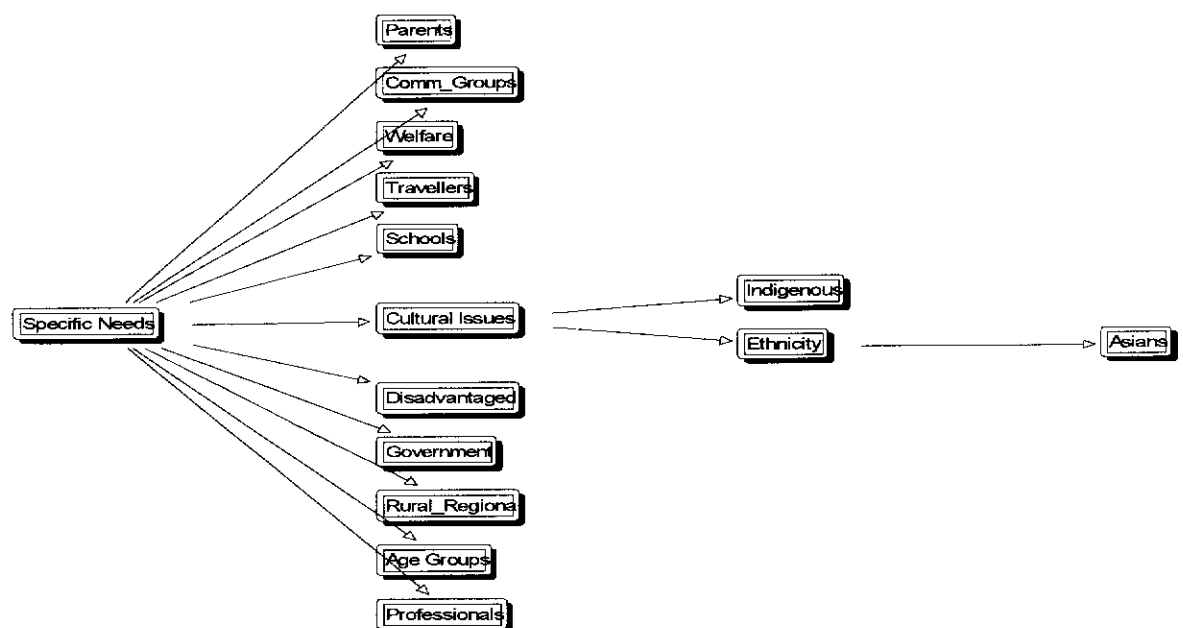 Parents
Comm_Groups
Welfare
Travellers
Schools
Indigenous
Specific Needs
Cultural Issues
Ethnicity
Asians
Disadvantaged
Government
Rural_Regiona
Age Groups
Professionals